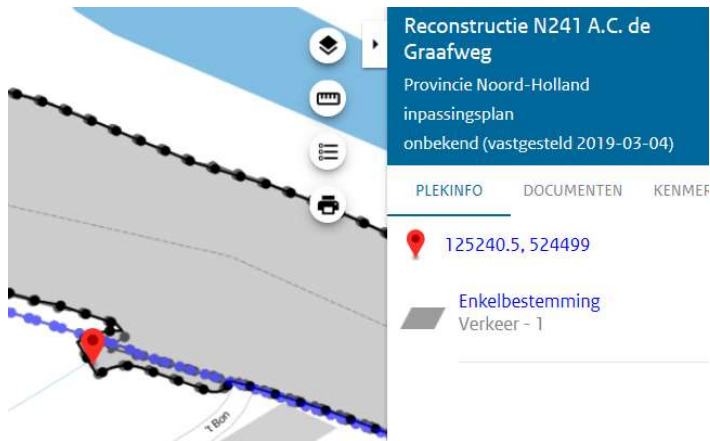 Reconstructie N241 A.C. de
Graafweg
Provincie Noord-Holland
inpassingsplan
onbekend (vastgesteld 2019-03-04)
PLEKINFO DOCUMENTEN KENMER
125240.5, 524499
Enkelbestemming
Verkeer - 1
't Bon